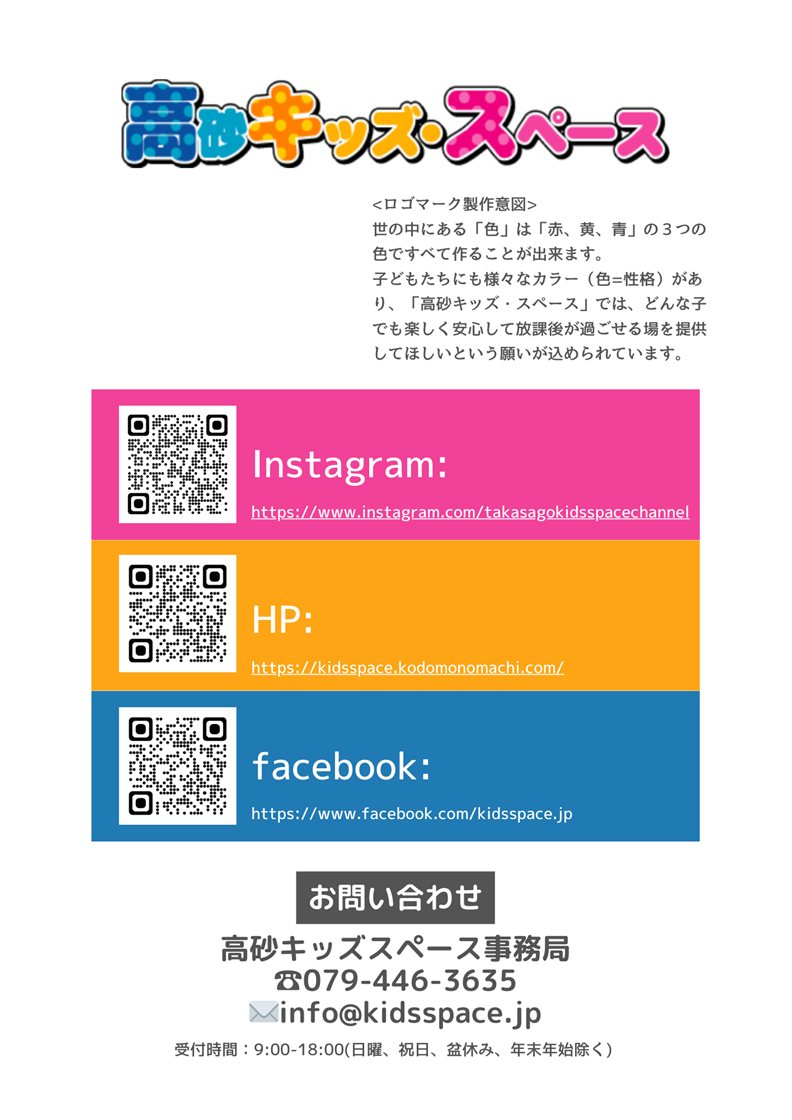 高砂キッズ・スペース
<ロゴマーク製作意図>
世の中にある「色」は「赤、黄、青」の３つの
色ですべて作ることが出来ます。
子どもたちにも様々なカラー（色=性格）があ
り、「高砂キッズ・スペース」では、どんな子
でも楽しく安心して放課後が過ごせる場を提供
してほしいという願いが込められています。
Instagram:
https://www.instagram.com/takasagokidsspacechannel
HP:
https://kidsspace.kodomonomachi.com/
facebook:
https://www.facebook.com/kidsspace.jp
お問い合わせ
高砂キッズスペース事務局
☎079-446-3635
✉info@kidsspace.jp
受付時間：9:00-18:00(日曜、祝日、盆休み、年末年始除く)